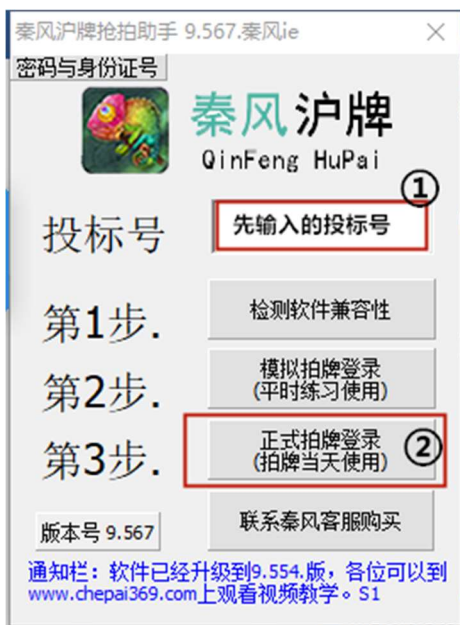 秦风沪牌抢拍助手 9.567.秦风ie
密码与身份证号
秦风沪牌
QinFeng HuPai
①
投标号
先输入的投标号
第1步.
检测软件兼容性
第2步.
模拟拍牌登录
(平时练习使用)
第3步.
正式拍牌登录
(拍牌当天使用)
②
版本号 9.567
联系秦风客服购买
通知栏：软件已经升级到9.554.版，各位可以到
www.chepai369.com上观看视频教学。S1